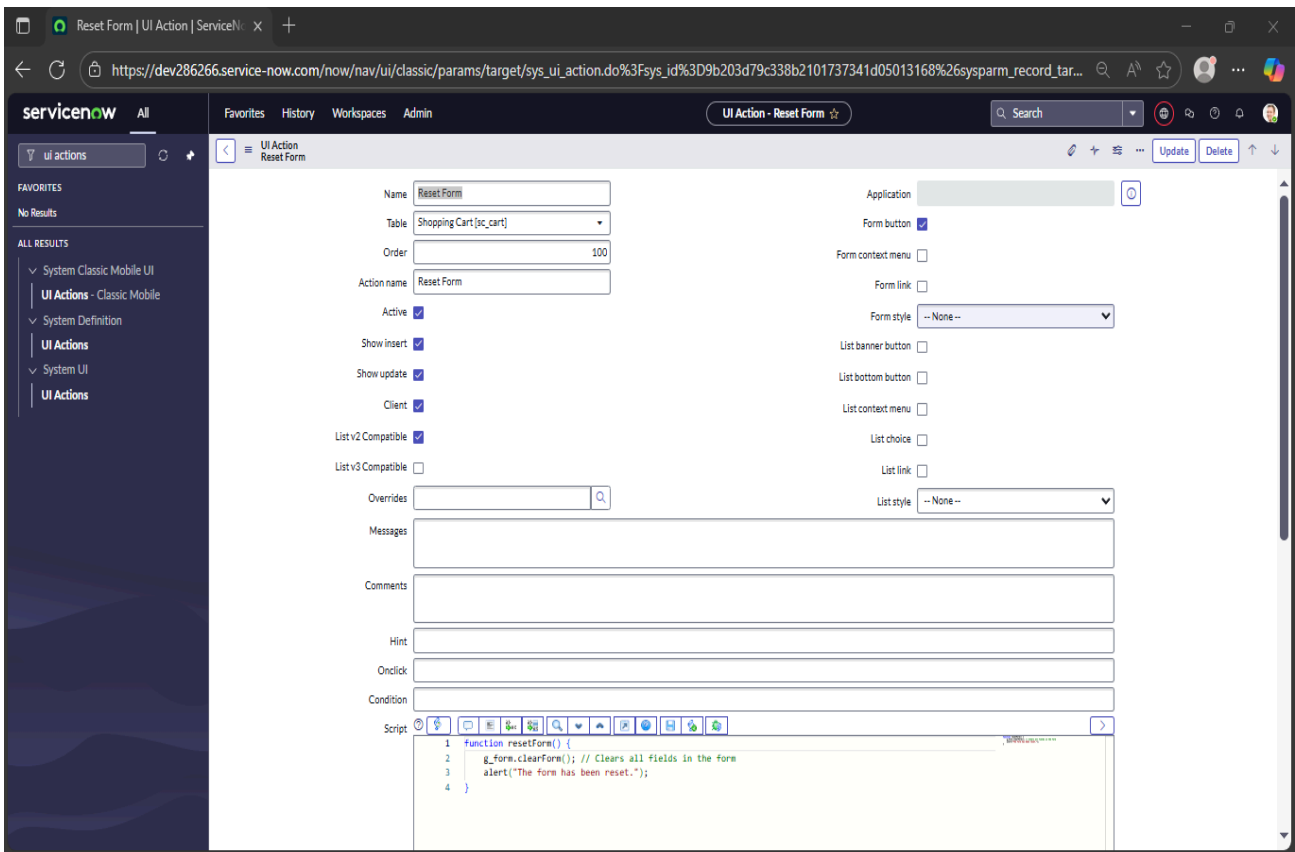 Reset Form | UI Action | ServiceNo
https://dev286266.service-now.com/now/nav/ui/classic/params/target/sys_ui_action.do%3Fsys_id%3D9b203d79c338b2101737341d05013168%26sysparm_record_tar...
servicenow All Favorites History Workspaces Admin UI Action - Reset Form Search
ui actions
UI Action
Reset Form
Update Delete
FAVORITES
No Results
ALL RESULTS
System Classic Mobile UI
UI Actions - Classic Mobile
System Definition
UI Actions
System UI
UI Actions
Name Reset Form
Table Shopping Cart [sc_cart]
Order 100
Action name Reset Form
Active
Show insert
Show update
Client
List v2 Compatible
List v3 Compatible
Overrides
Application
Form button
Form context menu
Form link
Form style -- None --
List banner button
List bottom button
List context menu
List choice
List link
List style -- None --
Messages
Comments
Hint
Onclick
Condition
Script
1 function resetForm() {
2 g_form.clearForm(); // Clears all fields in the form
3 alert("The form has been reset.");
4 }